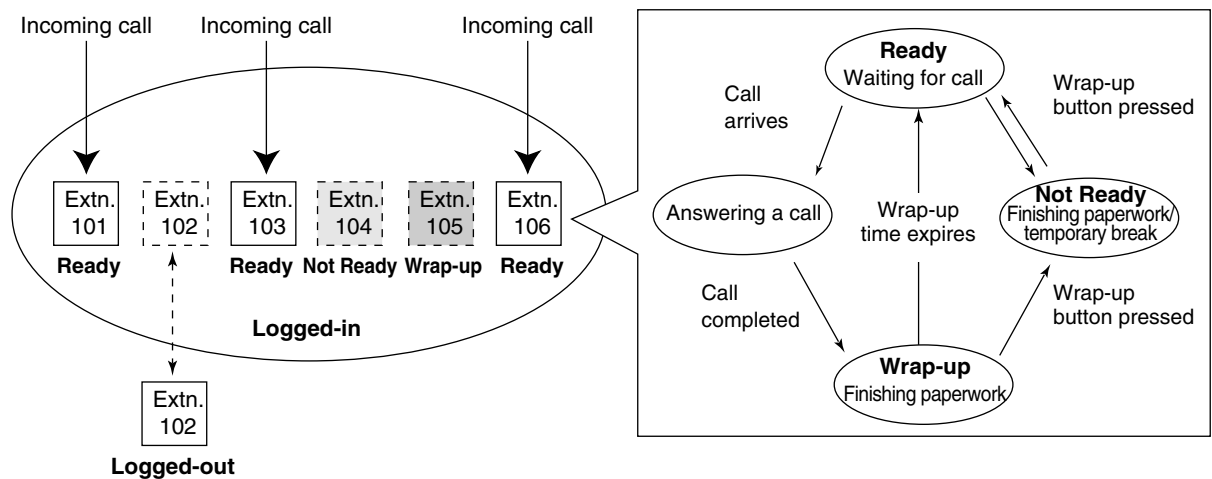 Incoming call
Incoming call
Incoming call
Extn.
101
Extn.
102
Extn.
103
Extn.
104
Extn.
105
Extn.
106
Ready
Ready
Not Ready
Wrap-up
Ready
Logged-in
Extn.
102
Logged-out
Ready
Waiting for call
Call
arrives
Wrap-up
button pressed
Answering a call
Wrap-up
time expires
Not Ready
Finishing paperwork/
temporary break
Call
completed
Wrap-up
button pressed
Wrap-up
Finishing paperwork